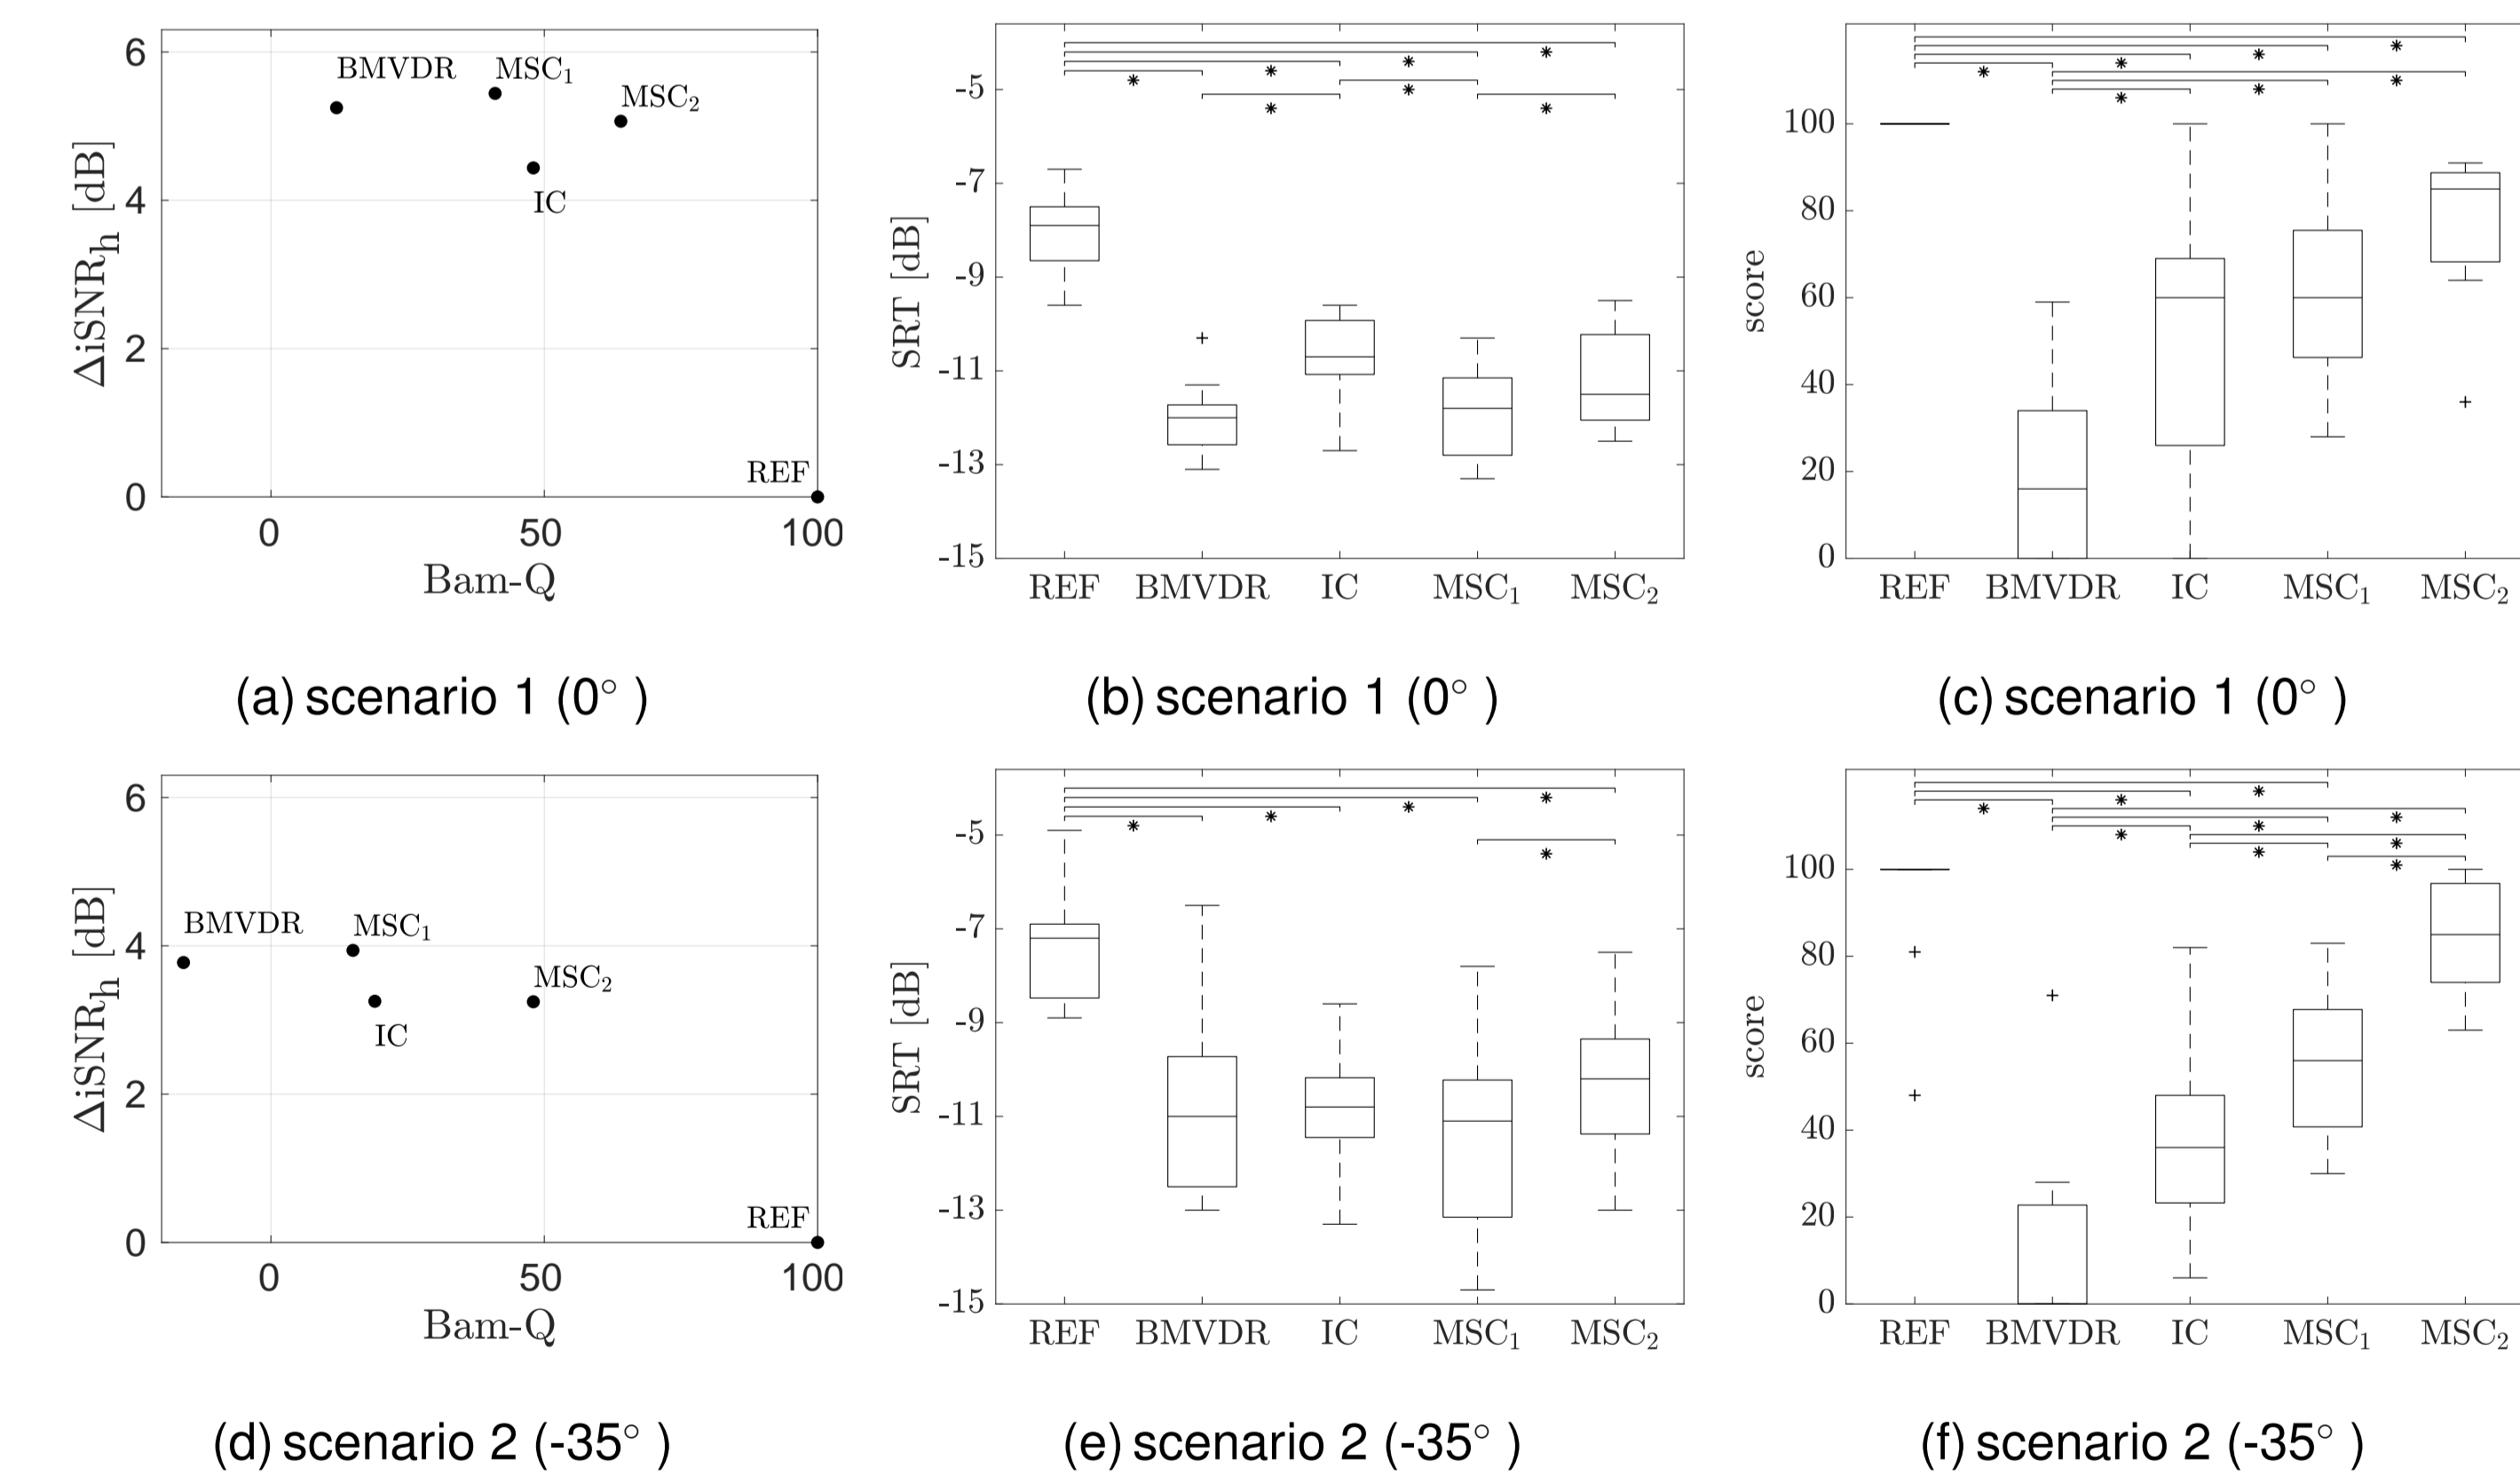 6
4
2
0
ΔiSNR_h [dB]
BMVDR
MSC₁
MSC₂
IC
REF
0 50 100
Bam-Q
(a) scenario 1 (0° )
-5
-7
-9
-11
-13
-15
SRT [dB]
* * * *
* * *
+
REF BMVDR IC MSC₁ MSC₂
(b) scenario 1 (0° )
100
80
60
40
20
0
score
* * * *
* * *
+
REF BMVDR IC MSC₁ MSC₂
(c) scenario 1 (0° )
6
4
2
0
ΔiSNR_h [dB]
BMVDR
MSC₁
MSC₂
IC
REF
0 50 100
Bam-Q
(d) scenario 2 (-35° )
-5
-7
-9
-11
-13
-15
SRT [dB]
* * * *
*
REF BMVDR IC MSC₁ MSC₂
(e) scenario 2 (-35° )
100
80
60
40
20
0
score
* * *
* * *
* *
*
+
+
+
REF BMVDR IC MSC₁ MSC₂
(f) scenario 2 (-35° )